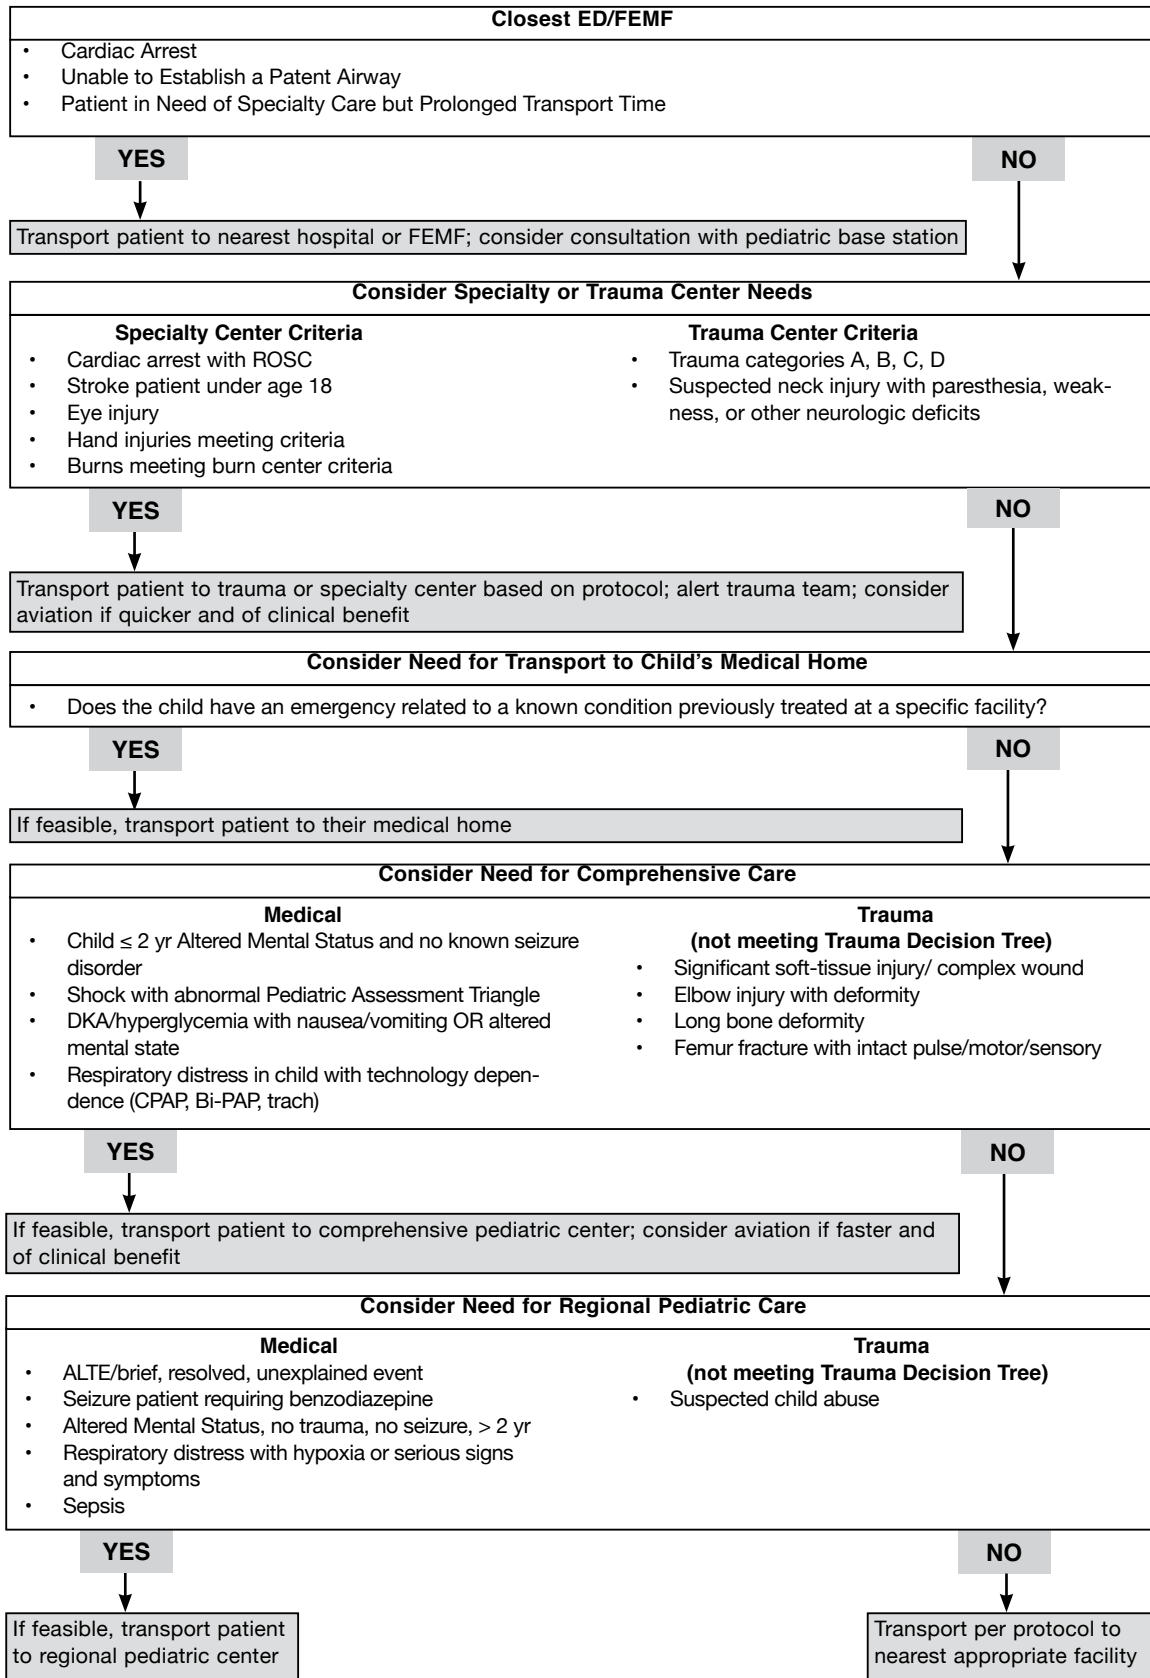 Closest ED/FEMF
• Cardiac Arrest
• Unable to Establish a Patent Airway
• Patient in Need of Specialty Care but Prolonged Transport Time
YES
NO
Transport patient to nearest hospital or FEMF; consider consultation with pediatric base station
Consider Specialty or Trauma Center Needs
Specialty Center Criteria
• Cardiac arrest with ROSC
• Stroke patient under age 18
• Eye injury
• Hand injuries meeting criteria
• Burns meeting burn center criteria
Trauma Center Criteria
• Trauma categories A, B, C, D
• Suspected neck injury with paresthesia, weak-
ness, or other neurologic deficits
YES
NO
Transport patient to trauma or specialty center based on protocol; alert trauma team; consider
aviation if quicker and of clinical benefit
Consider Need for Transport to Child's Medical Home
• Does the child have an emergency related to a known condition previously treated at a specific facility?
YES
NO
If feasible, transport patient to their medical home
Consider Need for Comprehensive Care
Medical
• Child ≤ 2 yr Altered Mental Status and no known seizure
disorder
• Shock with abnormal Pediatric Assessment Triangle
• DKA/hyperglycemia with nausea/vomiting OR altered
mental state
• Respiratory distress in child with technology depen-
dence (CPAP, Bi-PAP, trach)
Trauma
(not meeting Trauma Decision Tree)
• Significant soft-tissue injury/ complex wound
• Elbow injury with deformity
• Long bone deformity
• Femur fracture with intact pulse/motor/sensory
YES
NO
If feasible, transport patient to comprehensive pediatric center; consider aviation if faster and
of clinical benefit
Consider Need for Regional Pediatric Care
Medical
• ALTE/brief, resolved, unexplained event
• Seizure patient requiring benzodiazepine
• Altered Mental Status, no trauma, no seizure, > 2 yr
• Respiratory distress with hypoxia or serious signs
and symptoms
• Sepsis
Trauma
(not meeting Trauma Decision Tree)
• Suspected child abuse
YES
NO
If feasible, transport patient
to regional pediatric center
Transport per protocol to
nearest appropriate facility